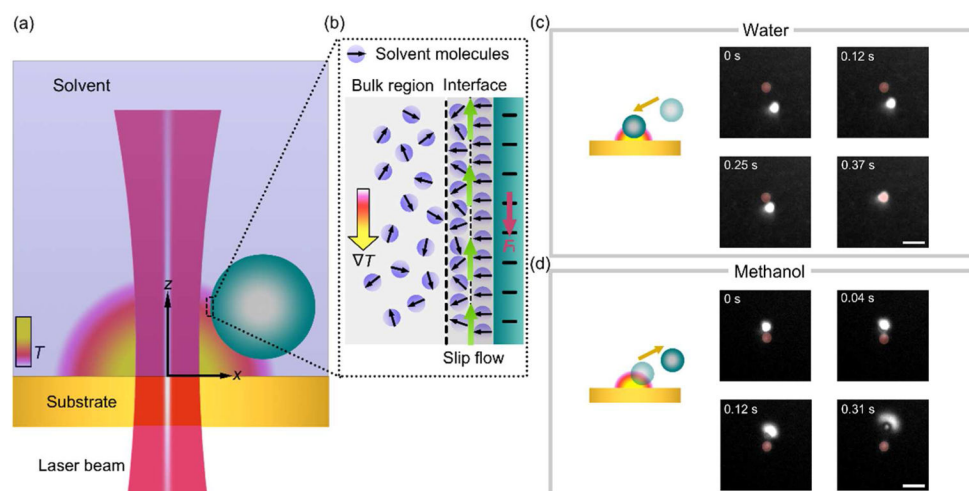 (a)
Solvent
z
x
T
Substrate
Laser beam
(b)
Solvent molecules
Bulk region
Interface
∇T
Slip flow
(c)
Water
0 s
0.12 s
0.25 s
0.37 s
(d)
Methanol
0 s
0.04 s
0.12 s
0.31 s